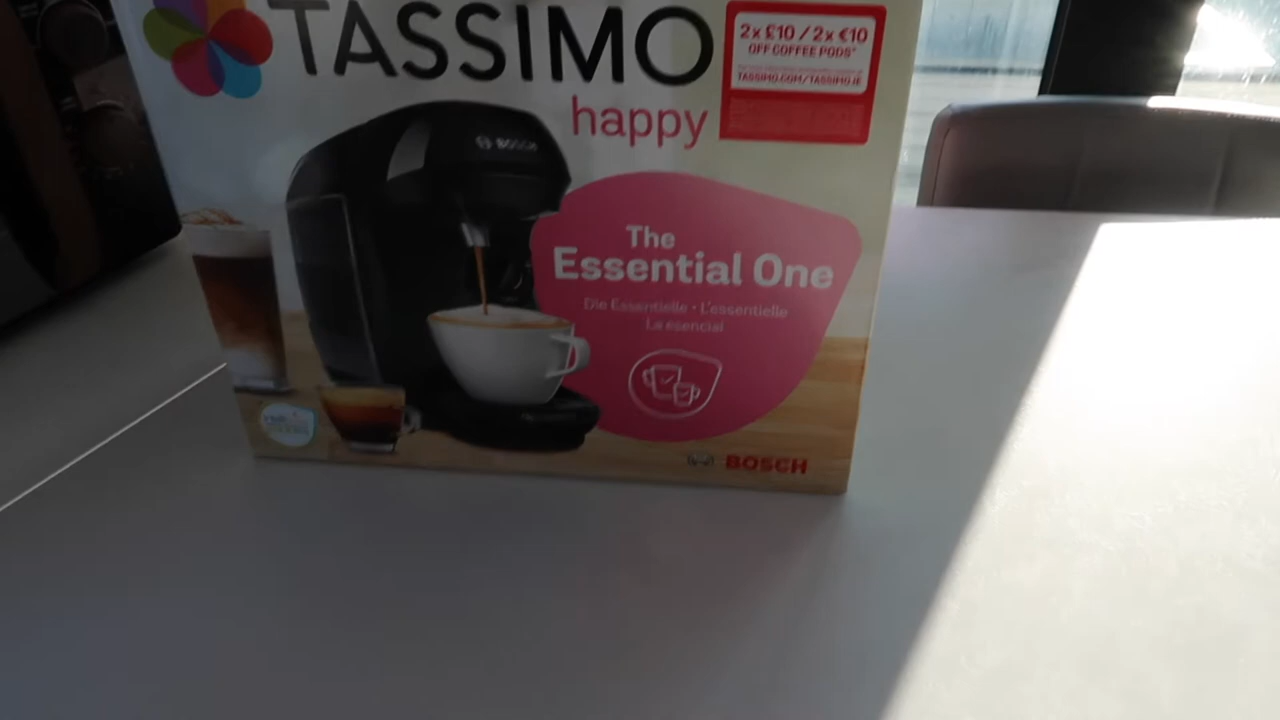 TASSIMO
happy
2x £10 / 2x €10
OFF COFFEE PODS*
TASSIMO.COM/TASSIMO.IE
BOSCH
The
Essential One
Die Essentielle · L'essentielle
La esencial
BOSCH